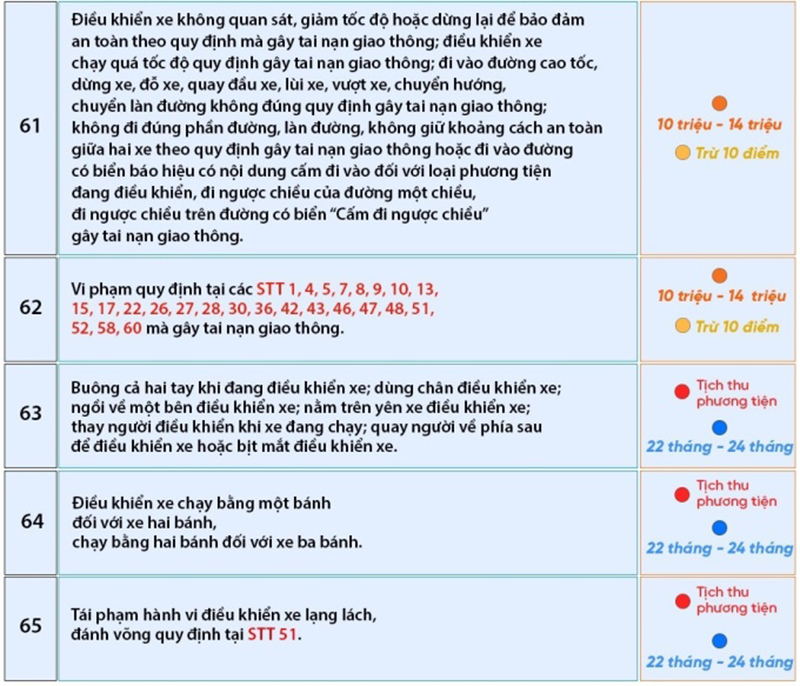 61
Điều khiển xe không quan sát, giảm tốc độ hoặc dừng lại để bảo đảm
an toàn theo quy định mà gây tai nạn giao thông; điều khiển xe
chạy quá tốc độ quy định gây tai nạn giao thông; đi vào đường cao tốc,
dừng xe, đỗ xe, quay đầu xe, lùi xe, vượt xe, chuyển hướng,
chuyển làn đường không đúng quy định gây tai nạn giao thông;
không đi đúng phần đường, làn đường, không giữ khoảng cách an toàn
giữa hai xe theo quy định gây tai nạn giao thông hoặc đi vào đường
có biển báo hiệu có nội dung cấm đi vào đối với loại phương tiện
đang điều khiển, đi ngược chiều của đường một chiều,
đi ngược chiều trên đường có biển “Cấm đi ngược chiều”
gây tai nạn giao thông.
10 triệu - 14 triệu
Trừ 10 điểm
62
Vi phạm quy định tại các STT 1, 4, 5, 7, 8, 9, 10, 13,
15, 17, 22, 26, 27, 28, 30, 36, 42, 43, 46, 47, 48, 51,
52, 58, 60 mà gây tai nạn giao thông.
10 triệu - 14 triệu
Trừ 10 điểm
63
Buông cả hai tay khi đang điều khiển xe; dùng chân điều khiển xe;
ngồi về một bên điều khiển xe; nằm trên yên xe điều khiển xe;
thay người điều khiển khi xe đang chạy; quay người về phía sau
để điều khiển xe hoặc bịt mắt điều khiển xe.
Tịch thu
phương tiện
22 tháng - 24 tháng
64
Điều khiển xe chạy bằng một bánh
đối với xe hai bánh,
chạy bằng hai bánh đối với xe ba bánh.
Tịch thu
phương tiện
22 tháng - 24 tháng
65
Tái phạm hành vi điều khiển xe lạng lách,
đánh võng quy định tại STT 51.
Tịch thu
phương tiện
22 tháng - 24 tháng